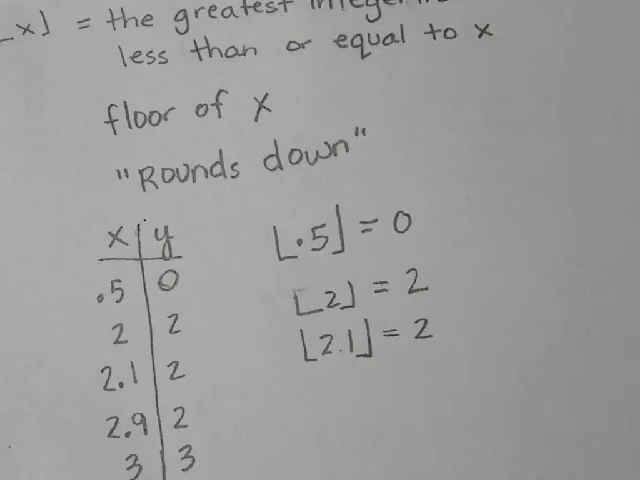 ⌊x⌋ = the greatest integer
less than or equal to x
floor of x
"Rounds down"
x y
.5 0
2 2
2.1 2
2.9 2
3 3
⌊.5⌋ = 0
⌊2⌋ = 2
⌊2.1⌋ = 2